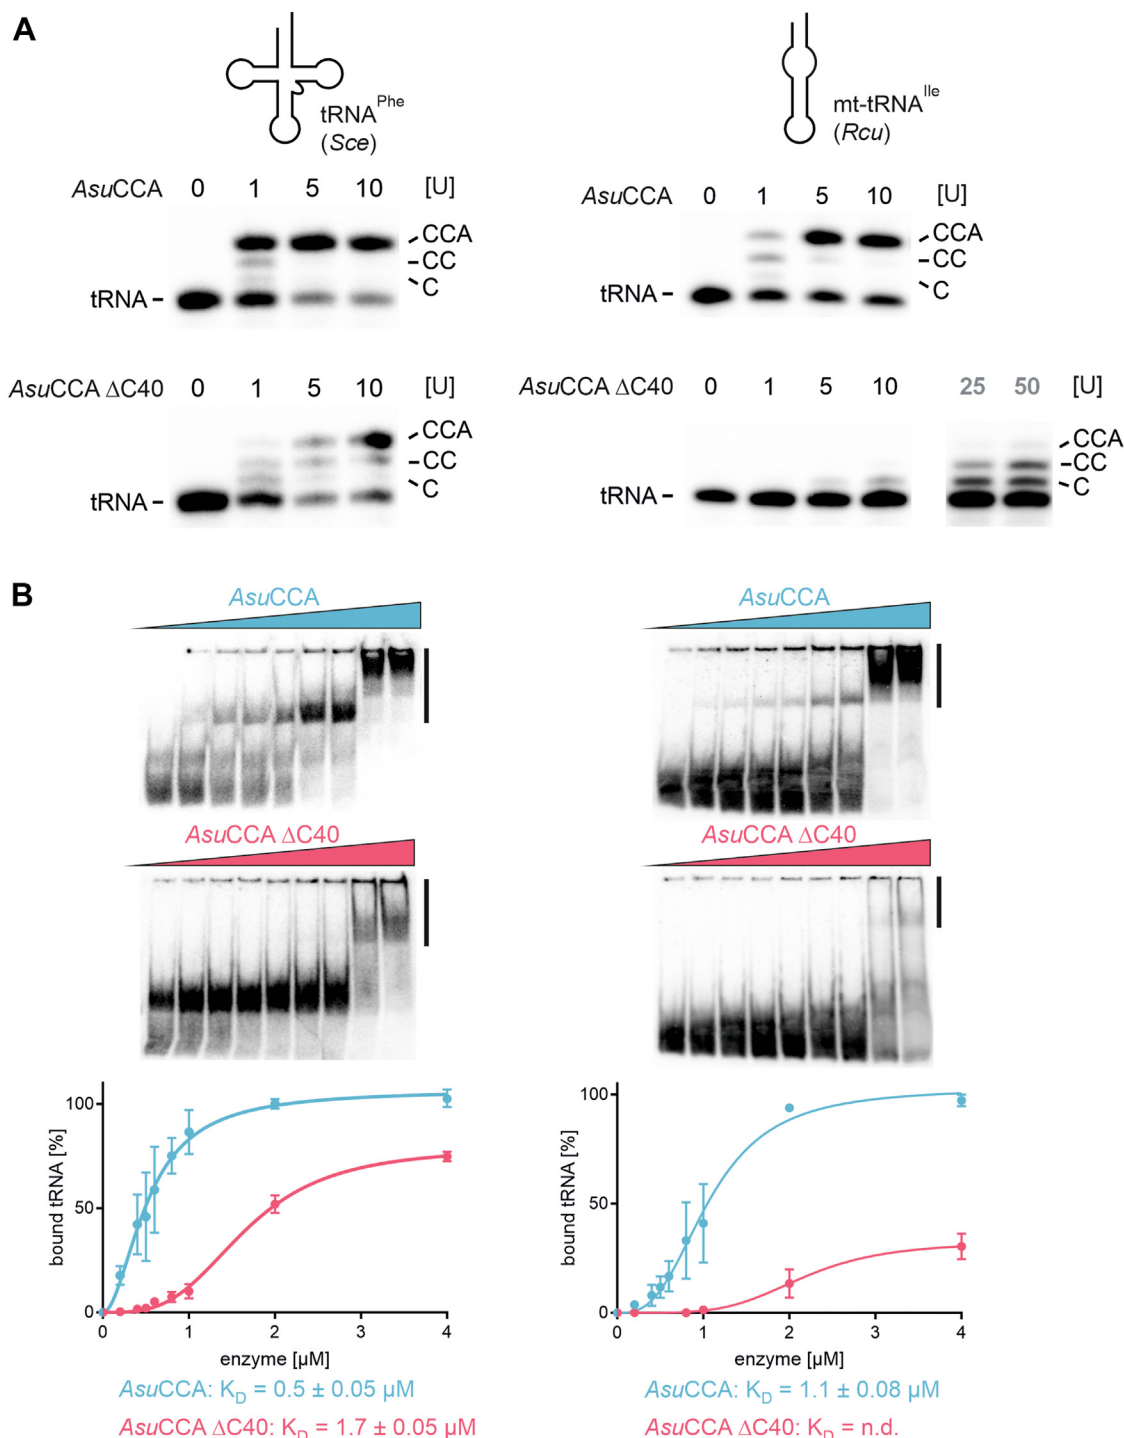 A
tRNA^Phe
(Sce)
mt-tRNA^Ile
(Rcu)
AsuCCA 0 1 5 10 [U]
CCA
CC
C
tRNA
AsuCCA 0 1 5 10 [U]
CCA
CC
C
tRNA
AsuCCA ΔC40 0 1 5 10 [U]
CCA
CC
C
tRNA
AsuCCA ΔC40 0 1 5 10 25 50 [U]
CCA
CC
C
tRNA
B
AsuCCA
AsuCCA
AsuCCA ΔC40
AsuCCA ΔC40
bound tRNA [%]
100
50
0
0 1 2 3 4
enzyme [µM]
AsuCCA: K_D = 0.5 ± 0.05 µM
AsuCCA ΔC40: K_D = 1.7 ± 0.05 µM
bound tRNA [%]
100
50
0
0 1 2 3 4
enzyme [µM]
AsuCCA: K_D = 1.1 ± 0.08 µM
AsuCCA ΔC40: K_D = n.d.